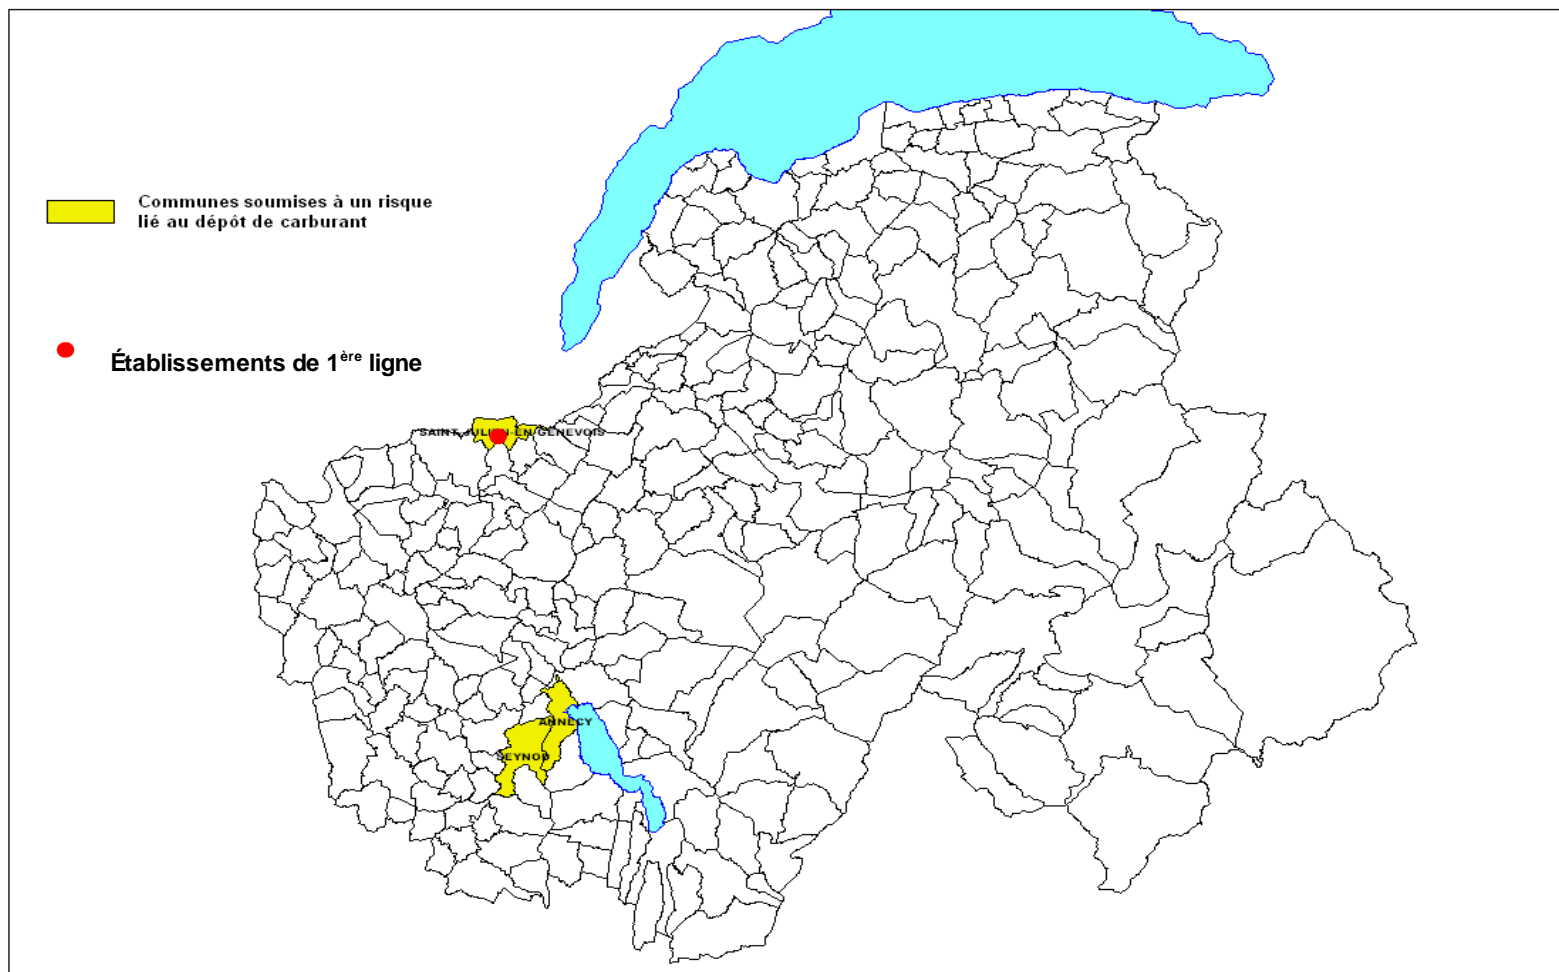 Communes soumises à un risque
lié au dépôt de carburant
Établissements de 1ère ligne
SAINT-JULIEN-EN-GENEVOIS
ANNECY
SEYNOD